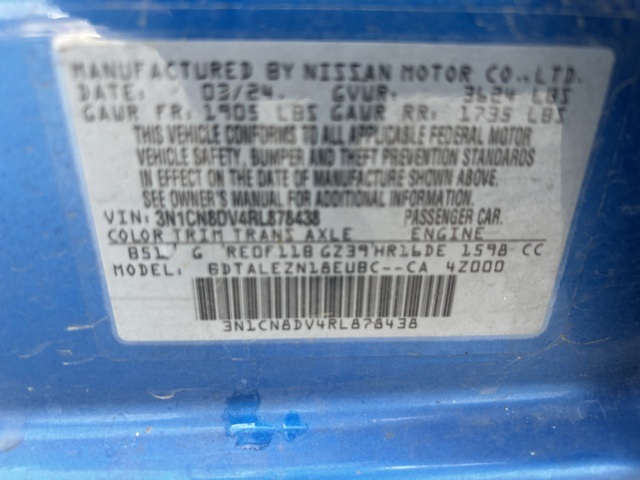 MANUFACTURED BY NISSAN MOTOR CO.,LTD.
DATE: 03/24 GVWR: 3624 LBS
GAWR FR: 1905 LBS GAWR RR: 1735 LBS
THIS VEHICLE CONFORMS TO ALL APPLICABLE FEDERAL MOTOR
VEHICLE SAFETY, BUMPER AND THEFT PREVENTION STANDARDS
IN EFFECT ON THE DATE OF MANUFACTURE SHOWN ABOVE.
SEE OWNER'S MANUAL FOR ADDITIONAL INFORMATION.
VIN: 3N1CN8DV4RL878438 PASSENGER CAR.
COLOR TRIM TRANS AXLE ENGINE
B51 G RE0F11B GZ39 HR16DE 1598 CC
MODEL: BDTALEZN18EUBC--CA 4Z000
3N1CN8DV4RL878438